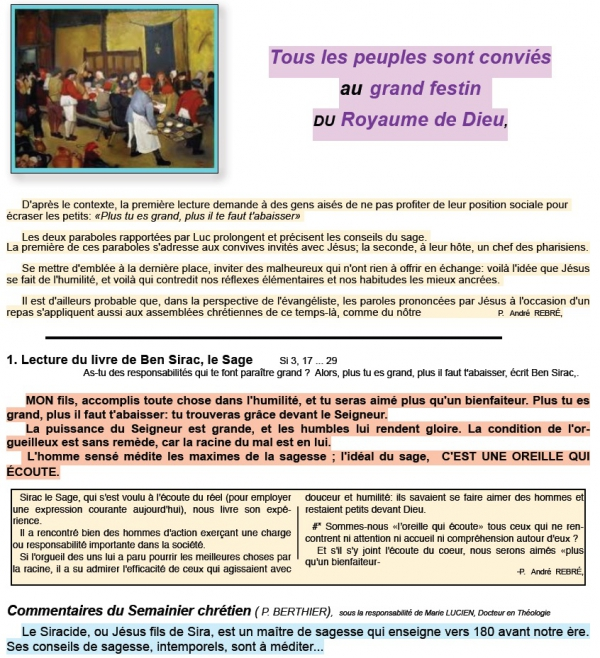 Tous les peuples sont conviés
au grand festin
DU Royaume de Dieu,
D'après le contexte, la première lecture demande à des gens aisés de ne pas profiter de leur position sociale pour
écraser les petits: «Plus tu es grand, plus il te faut t'abaisser»
Les deux paraboles rapportées par Luc prolongent et précisent les conseils du sage.
La première de ces paraboles s'adresse aux convives invités avec Jésus; la seconde, à leur hôte, un chef des pharisiens.
Se mettre d'emblée à la dernière place, inviter des malheureux qui n'ont rien à offrir en échange: voilà l'idée que Jésus
se fait de l'humilité, et voilà qui contredit nos réflexes élémentaires et nos habitudes les mieux ancrées.
Il est d'ailleurs probable que, dans la perspective de l'évangéliste, les paroles prononcées par Jésus à l'occasion d'un
repas s'appliquent aussi aux assemblées chrétiennes de ce temps-là, comme du nôtre P. André REBRÉ,
1. Lecture du livre de Ben Sirac, le Sage Si 3, 17 ... 29
As-tu des responsabilités qui te font paraître grand ? Alors, plus tu es grand, plus il faut t'abaisser, écrit Ben Sirac,.
MON fils, accomplis toute chose dans l'humilité, et tu seras aimé plus qu'un bienfaiteur. Plus tu es
grand, plus il faut t'abaisser: tu trouveras grâce devant le Seigneur.
La puissance du Seigneur est grande, et les humbles lui rendent gloire. La condition de l'or-
gueilleux est sans remède, car la racine du mal est en lui.
L'homme sensé médite les maximes de la sagesse ; l'idéal du sage, C'EST UNE OREILLE QUI
ÉCOUTE.
Sirac le Sage, qui s'est voulu à l'écoute du réel (pour employer
une expression courante aujourd'hui), nous livre son expé-
rience.
Il a rencontré bien des hommes d'action exerçant une charge
ou responsabilité importante dans la société.
Si l'orgueil des uns lui a paru pourrir les meilleures choses par
la racine, il a su admirer l'efficacité de ceux qui agissaient avec
douceur et humilité: ils savaient se faire aimer des hommes et
restaient petits devant Dieu.
#* Sommes-nous «l'oreille qui écoute» tous ceux qui ne ren-
contrent ni attention ni accueil ni compréhension autour d'eux ?
Et s'il s'y joint l'écoute du coeur, nous serons aimés «plus
qu'un bienfaiteur-
-P. André REBRÉ,
Commentaires du Semainier chrétien ( P. BERTHIER), sous la responsabilité de Marie LUCIEN, Docteur en Théologie
Le Siracide, ou Jésus fils de Sira, est un maître de sagesse qui enseigne vers 180 avant notre ère.
Ses conseils de sagesse, intemporels, sont à méditer...